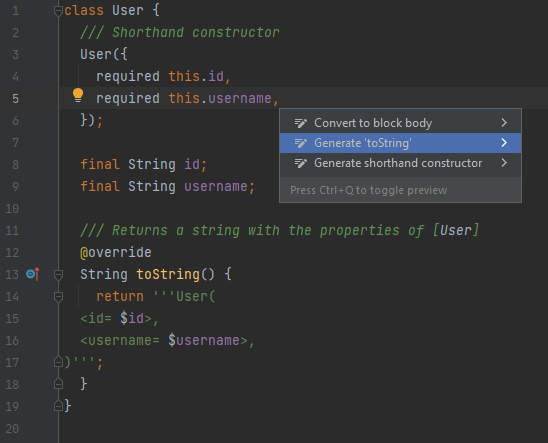 1 class User {
2 /// Shorthand constructor
3 User({
4 required this.id,
5 required this.username,
6 });
7
8 final String id;
9 final String username;
10
11 /// Returns a string with the properties of [User]
12 @override
13 String toString() {
14 return '''User(
15 <id= $id>,
16 <username= $username>,
17 )''';
18 }
19 }
20
Convert to block body
Generate 'toString'
Generate shorthand constructor
Press Ctrl+Q to toggle preview